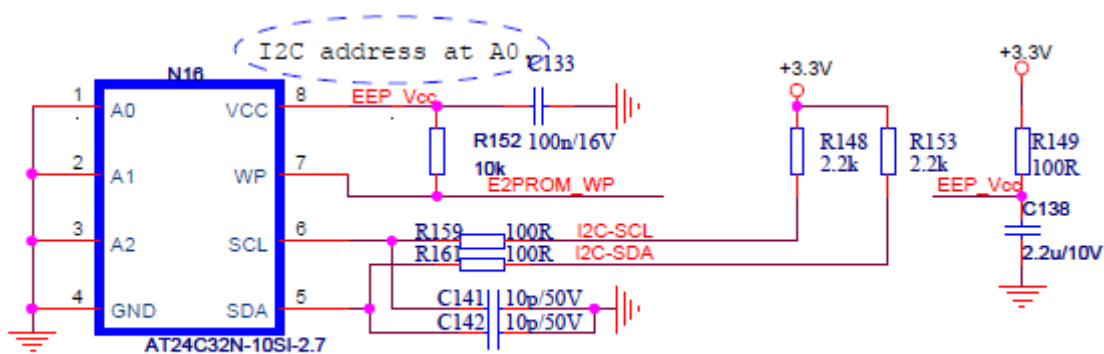 I2C address at A0.
N16
C133
+3.3V
+3.3V
1
A0
VCC
8
EEP_Vcc
R152
100n/16V
10k
R148
2.2k
R153
2.2k
R149
100R
2
A1
WP
7
E2PROM_WP
EEP_Vcc
C138
2.2u/10V
3
A2
SCL
6
R159
100R
I2C-SCL
R161
100R
I2C-SDA
4
GND
SDA
5
C141
10p/50V
C142
10p/50V
AT24C32N-10SI-2.7